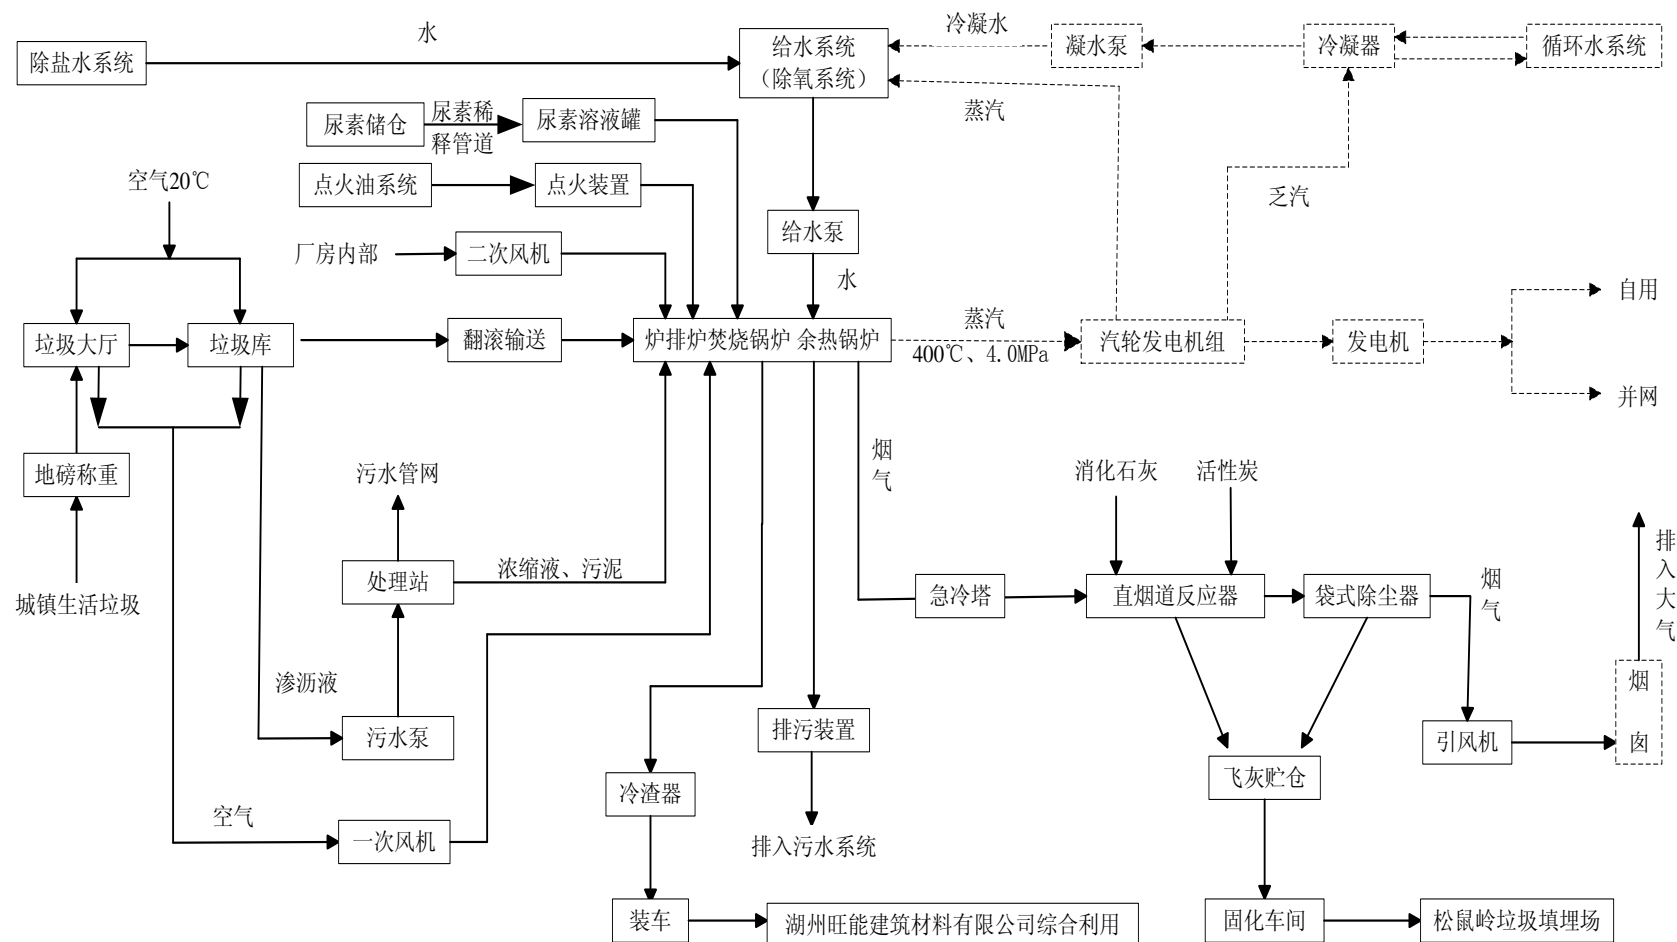 水
冷凝水
除盐水系统
给水系统
（除氧系统）
凝水泵
冷凝器
循环水系统
蒸汽
尿素储仓
尿素稀
释管道
尿素溶液罐
空气20℃
点火油系统
点火装置
乏汽
给水泵
厂房内部
二次风机
水
自用
垃圾大厅
垃圾库
翻滚输送
炉排炉焚烧锅炉 余热锅炉
蒸汽
400℃、4.0MPa
汽轮发电机组
发电机
并网
地磅称重
污水管网
烟
气
消化石灰
活性炭
城镇生活垃圾
处理站
浓缩液、污泥
急冷塔
直烟道反应器
袋式除尘器
烟
气
排
入
大
气
渗沥液
污水泵
排污装置
引风机
烟
囱
冷渣器
飞灰贮仓
空气
一次风机
排入污水系统
装车
湖州旺能建筑材料有限公司综合利用
固化车间
松鼠岭垃圾填埋场